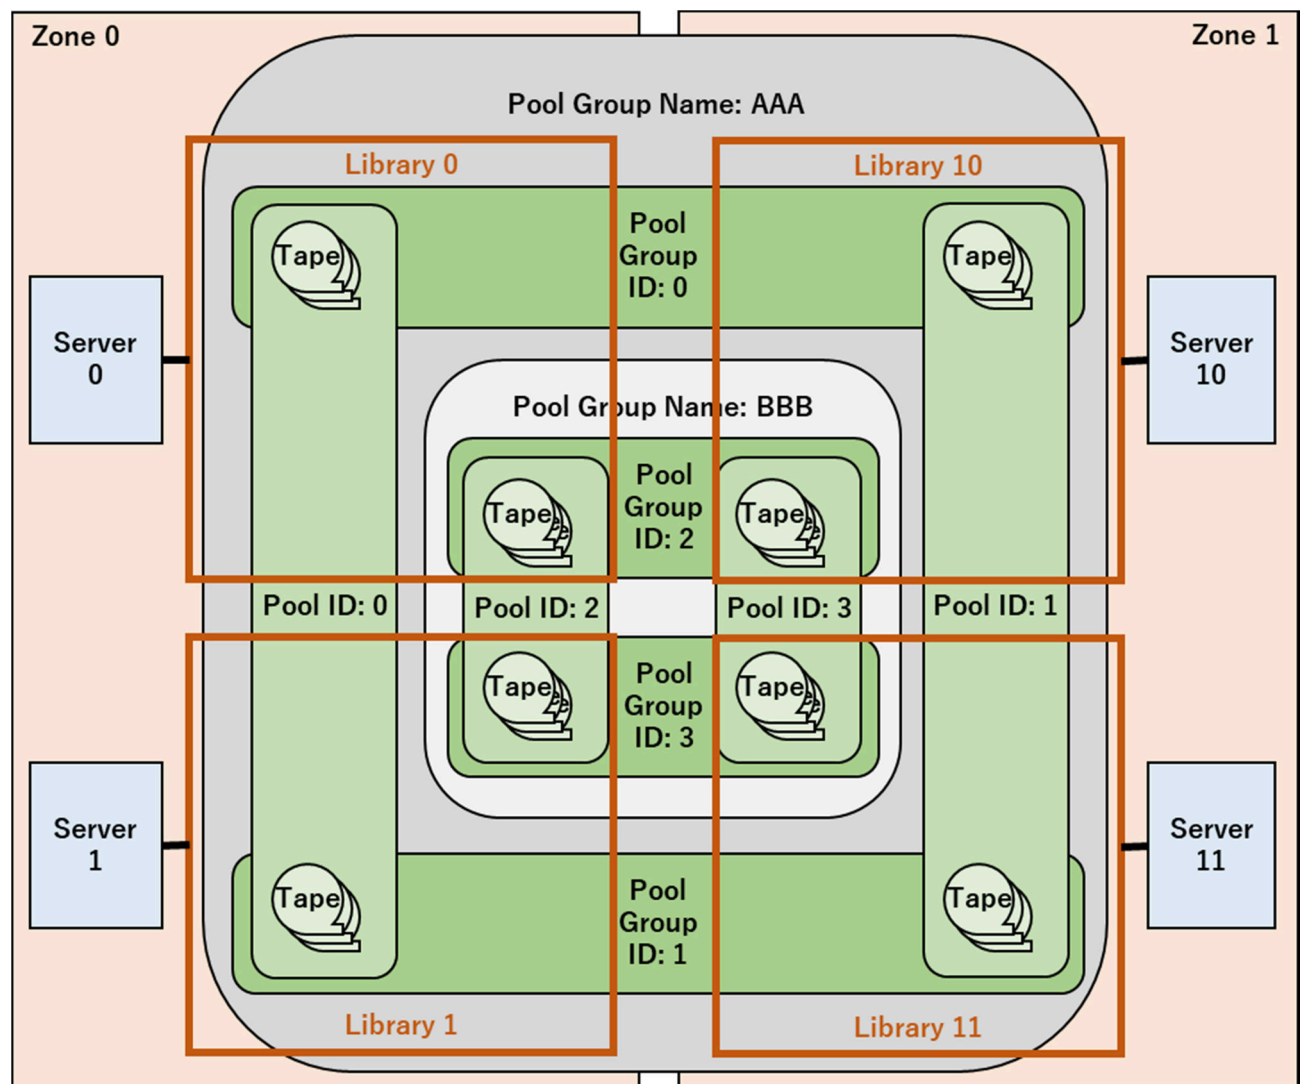 Zone 0
Zone 1
Pool Group Name: AAA
Library 0
Library 10
Tape
Pool
Group
ID: 0
Tape
Server
0
Server
10
Pool Group Name: BBB
Tape
Pool
Group
ID: 2
Tape
Pool ID: 0
Pool ID: 2
Pool ID: 3
Pool ID: 1
Tape
Pool
Group
ID: 3
Tape
Server
1
Server
11
Tape
Pool
Group
ID: 1
Tape
Library 1
Library 11